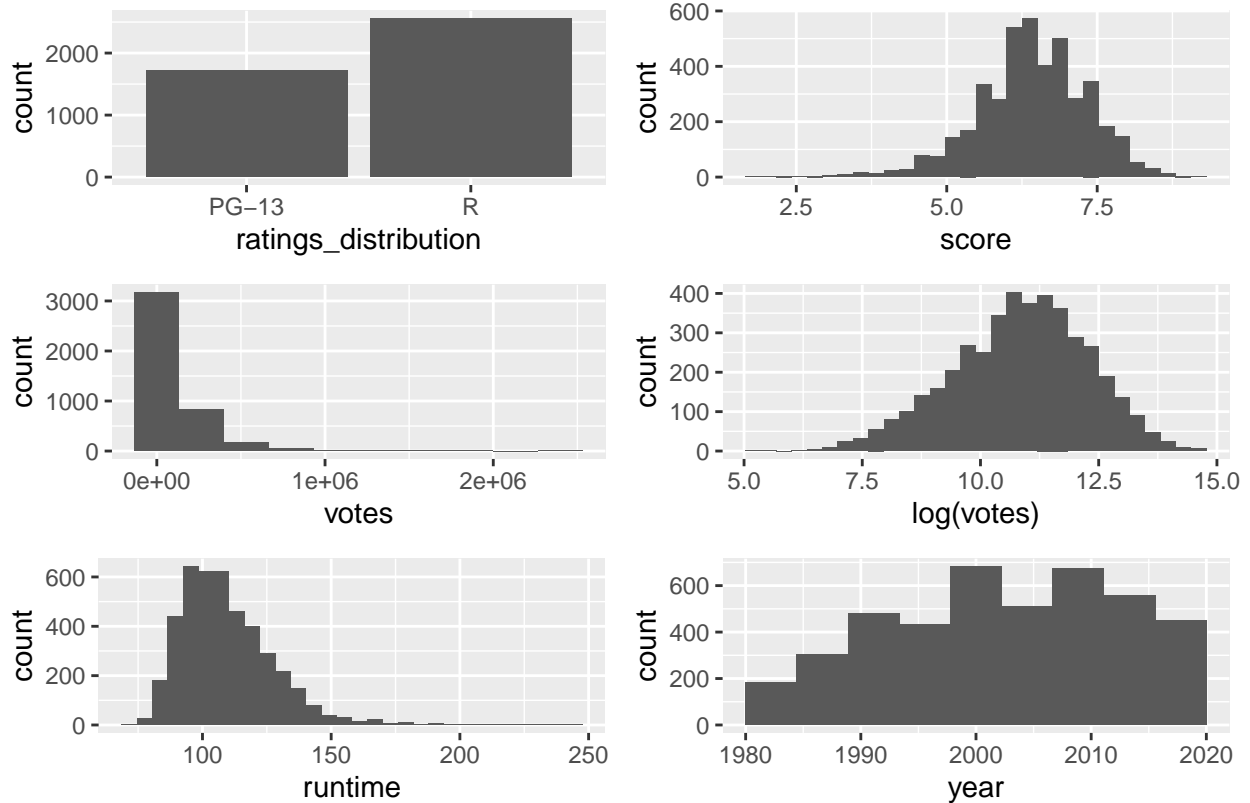 count
2000
1000
0
PG−13 R
ratings_distribution
count
600
400
200
0
2.5 5.0 7.5
score
count
3000
2000
1000
0
0e+00 1e+06 2e+06
votes
count
400
300
200
100
0
5.0 7.5 10.0 12.5 15.0
log(votes)
count
600
400
200
0
100 150 200 250
runtime
count
600
400
200
0
1980 1990 2000 2010 2020
year